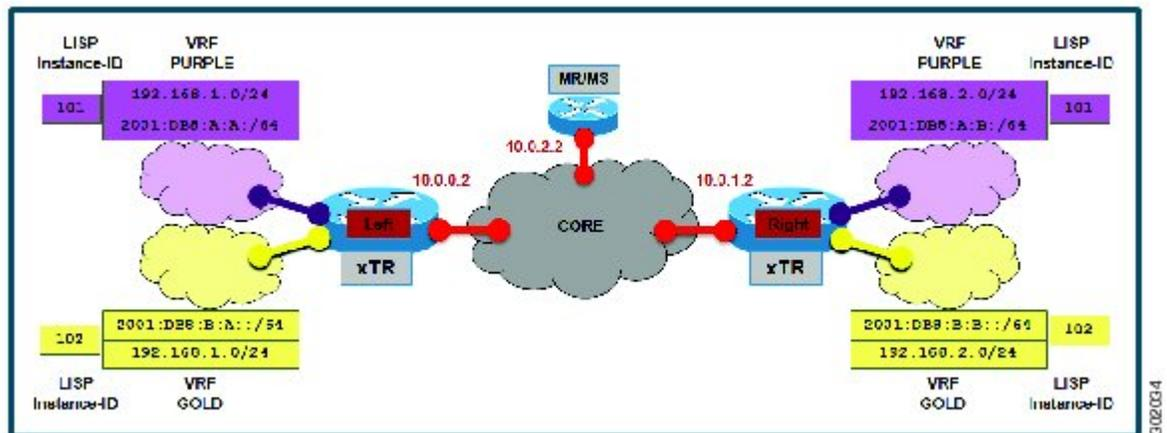 LISP
Instance-ID
VRF
PURPLE
101
192.168.1.0/24
2001:DB8:A:A:/64
MR/MS
10.0.2.2
VRF
PURPLE
LISP
Instance-ID
192.168.2.0/24
2001:DB8:A:B:/64
101
10.0.0.2
Left
xTR
CORE
10.0.1.2
Right
xTR
102
2001:DB8:B:A::/64
192.168.1.0/24
LISP
Instance-ID
VRF
GOLD
2001:DB8:B:B::/64
192.168.2.0/24
102
VRF
GOLD
LISP
Instance-ID
302034